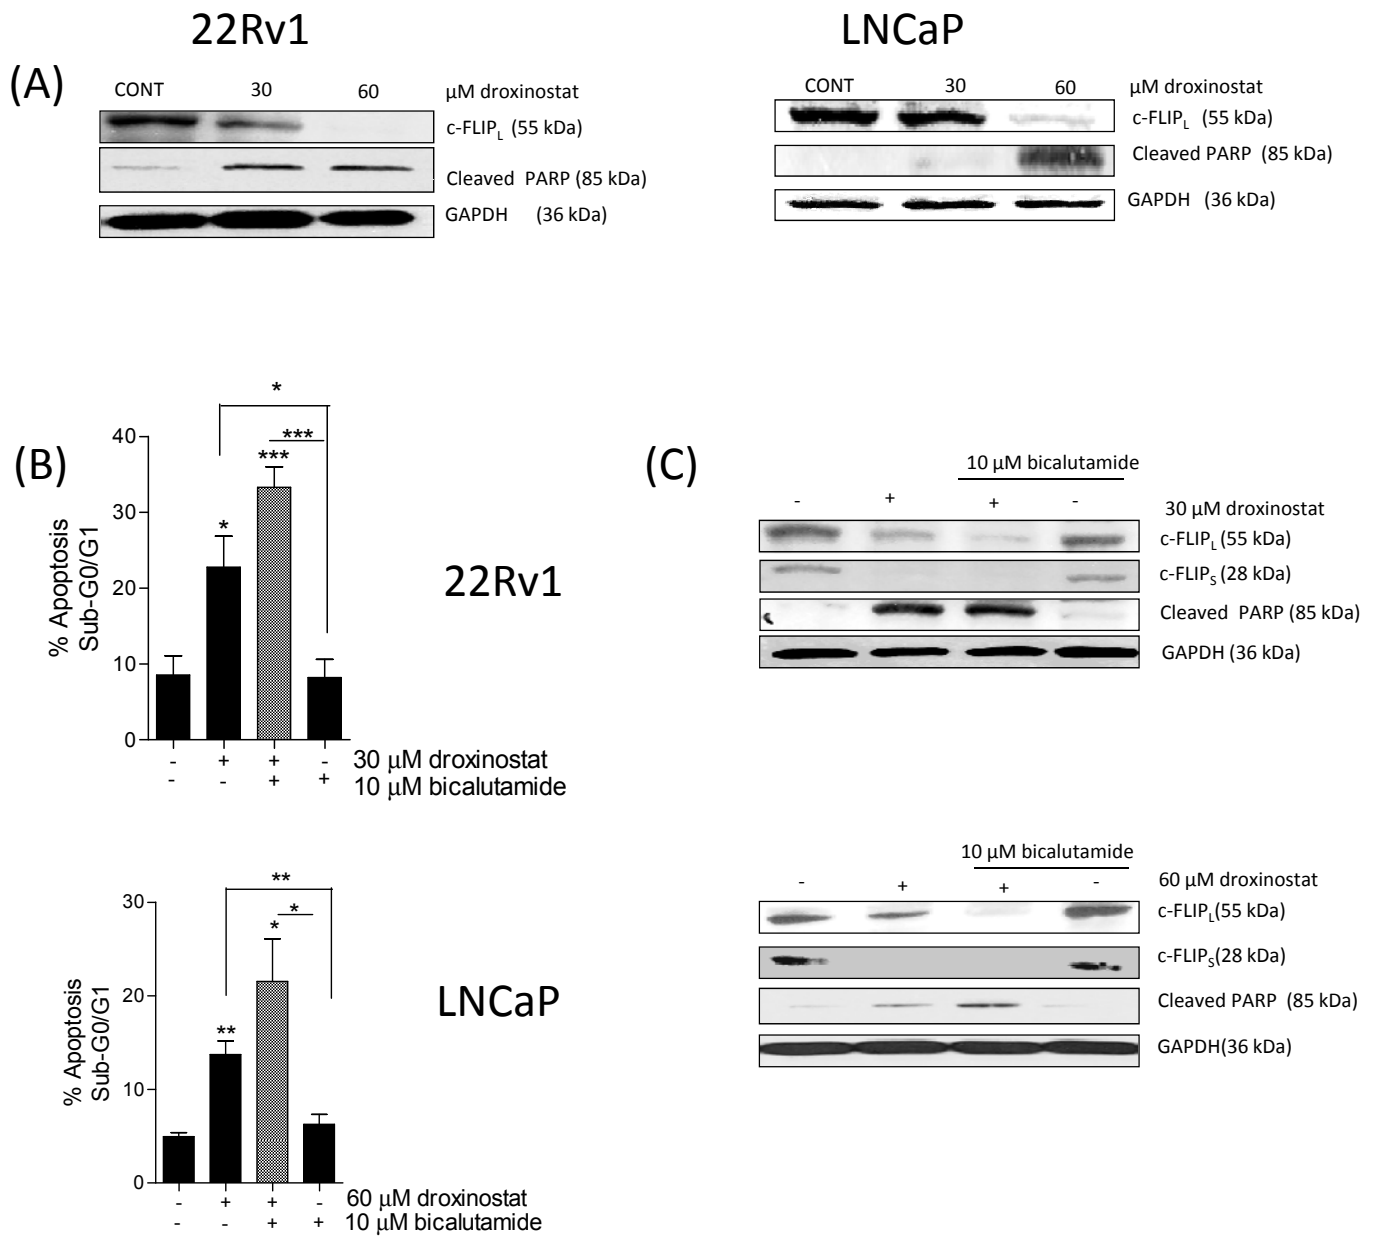 22Rv1
LNCaP
(A)
CONT 30 60 µM droxinostat
c-FLIPL (55 kDa)
Cleaved PARP (85 kDa)
GAPDH (36 kDa)
CONT 30 60 µM droxinostat
c-FLIPL (55 kDa)
Cleaved PARP (85 kDa)
GAPDH (36 kDa)
(B)
*
***
***
*
40
30
20
10
0
% Apoptosis
Sub-G0/G1
22Rv1
- + + - 30 µM droxinostat
- - + + 10 µM bicalutamide
**
*
*
**
30
20
10
0
% Apoptosis
Sub-G0/G1
LNCaP
- + + - 60 µM droxinostat
- - + + 10 µM bicalutamide
(C)
10 µM bicalutamide
- + + - 30 µM droxinostat
c-FLIPL (55 kDa)
c-FLIPS (28 kDa)
Cleaved PARP (85 kDa)
GAPDH (36 kDa)
10 µM bicalutamide
- + + - 60 µM droxinostat
c-FLIPL(55 kDa)
c-FLIPS(28 kDa)
Cleaved PARP (85 kDa)
GAPDH(36 kDa)